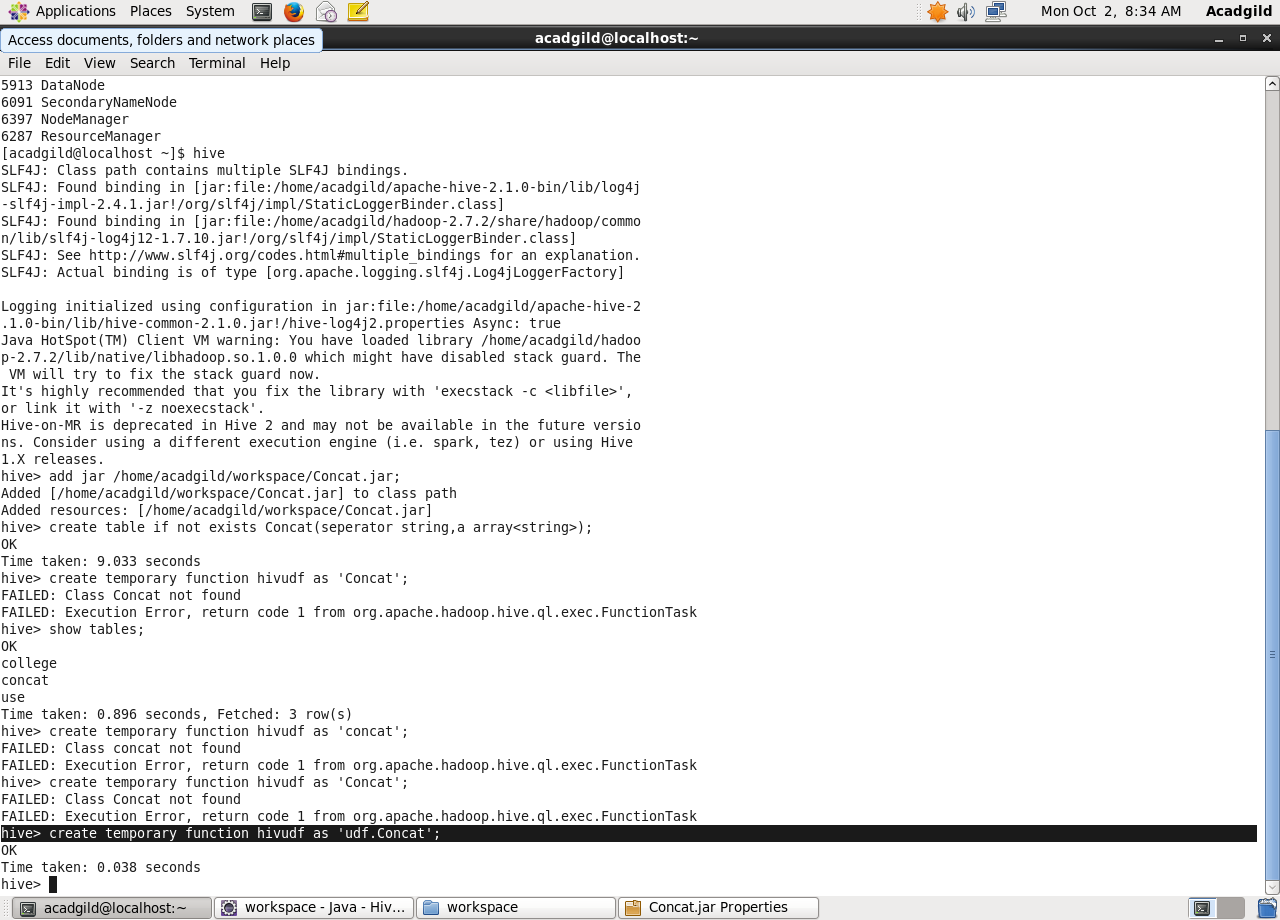 Applications Places System Mon Oct 2, 8:34 AM Acadgild
Access documents, folders and network places
acadgild@localhost:~
File Edit View Search Terminal Help
5913 DataNode
6091 SecondaryNameNode
6397 NodeManager
6287 ResourceManager
[acadgild@localhost ~]$ hive
SLF4J: Class path contains multiple SLF4J bindings.
SLF4J: Found binding in [jar:file:/home/acadgild/apache-hive-2.1.0-bin/lib/log4j
-slf4j-impl-2.4.1.jar!/org/slf4j/impl/StaticLoggerBinder.class]
SLF4J: Found binding in [jar:file:/home/acadgild/hadoop-2.7.2/share/hadoop/commo
n/lib/slf4j-log4j12-1.7.10.jar!/org/slf4j/impl/StaticLoggerBinder.class]
SLF4J: See http://www.slf4j.org/codes.html#multiple_bindings for an explanation.
SLF4J: Actual binding is of type [org.apache.logging.slf4j.Log4jLoggerFactory]
Logging initialized using configuration in jar:file:/home/acadgild/apache-hive-2
.1.0-bin/lib/hive-common-2.1.0.jar!/hive-log4j2.properties Async: true
Java HotSpot(TM) Client VM warning: You have loaded library /home/acadgild/hadoo
p-2.7.2/lib/native/libhadoop.so.1.0.0 which might have disabled stack guard. The
VM will try to fix the stack guard now.
It's highly recommended that you fix the library with 'execstack -c <libfile>',
or link it with '-z noexecstack'.
Hive-on-MR is deprecated in Hive 2 and may not be available in the future versio
ns. Consider using a different execution engine (i.e. spark, tez) or using Hive
1.X releases.
hive> add jar /home/acadgild/workspace/Concat.jar;
Added [/home/acadgild/workspace/Concat.jar] to class path
Added resources: [/home/acadgild/workspace/Concat.jar]
hive> create table if not exists Concat(seperator string,a array<string>);
OK
Time taken: 9.033 seconds
hive> create temporary function hivudf as 'Concat';
FAILED: Class Concat not found
FAILED: Execution Error, return code 1 from org.apache.hadoop.hive.ql.exec.FunctionTask
hive> show tables;
OK
college
concat
use
Time taken: 0.896 seconds, Fetched: 3 row(s)
hive> create temporary function hivudf as 'concat';
FAILED: Class concat not found
FAILED: Execution Error, return code 1 from org.apache.hadoop.hive.ql.exec.FunctionTask
hive> create temporary function hivudf as 'Concat';
FAILED: Class Concat not found
FAILED: Execution Error, return code 1 from org.apache.hadoop.hive.ql.exec.FunctionTask
hive> create temporary function hivudf as 'udf.Concat';
OK
Time taken: 0.038 seconds
hive>
acadgild@localhost:~ workspace - Java - Hiv... workspace Concat.jar Properties